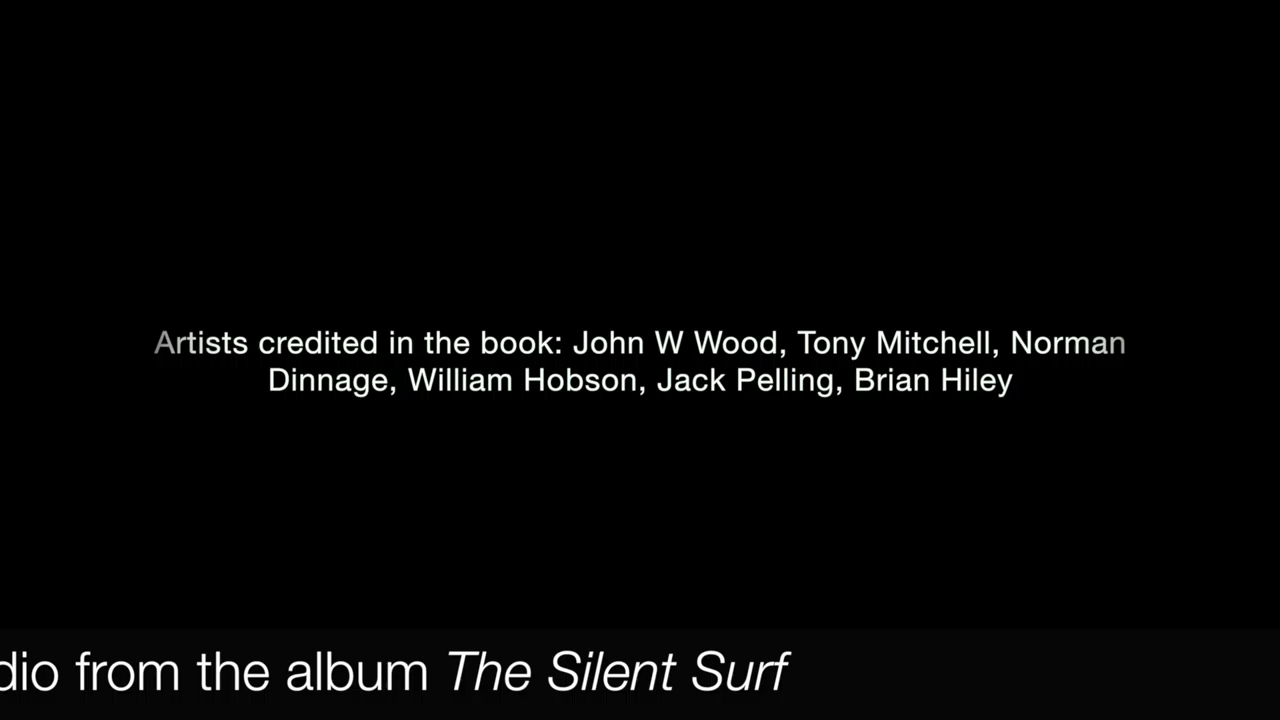 Artists credited in the book: John W Wood, Tony Mitchell, Norman
Dinnage, William Hobson, Jack Pelling, Brian Hiley
from the album The Silent Surf